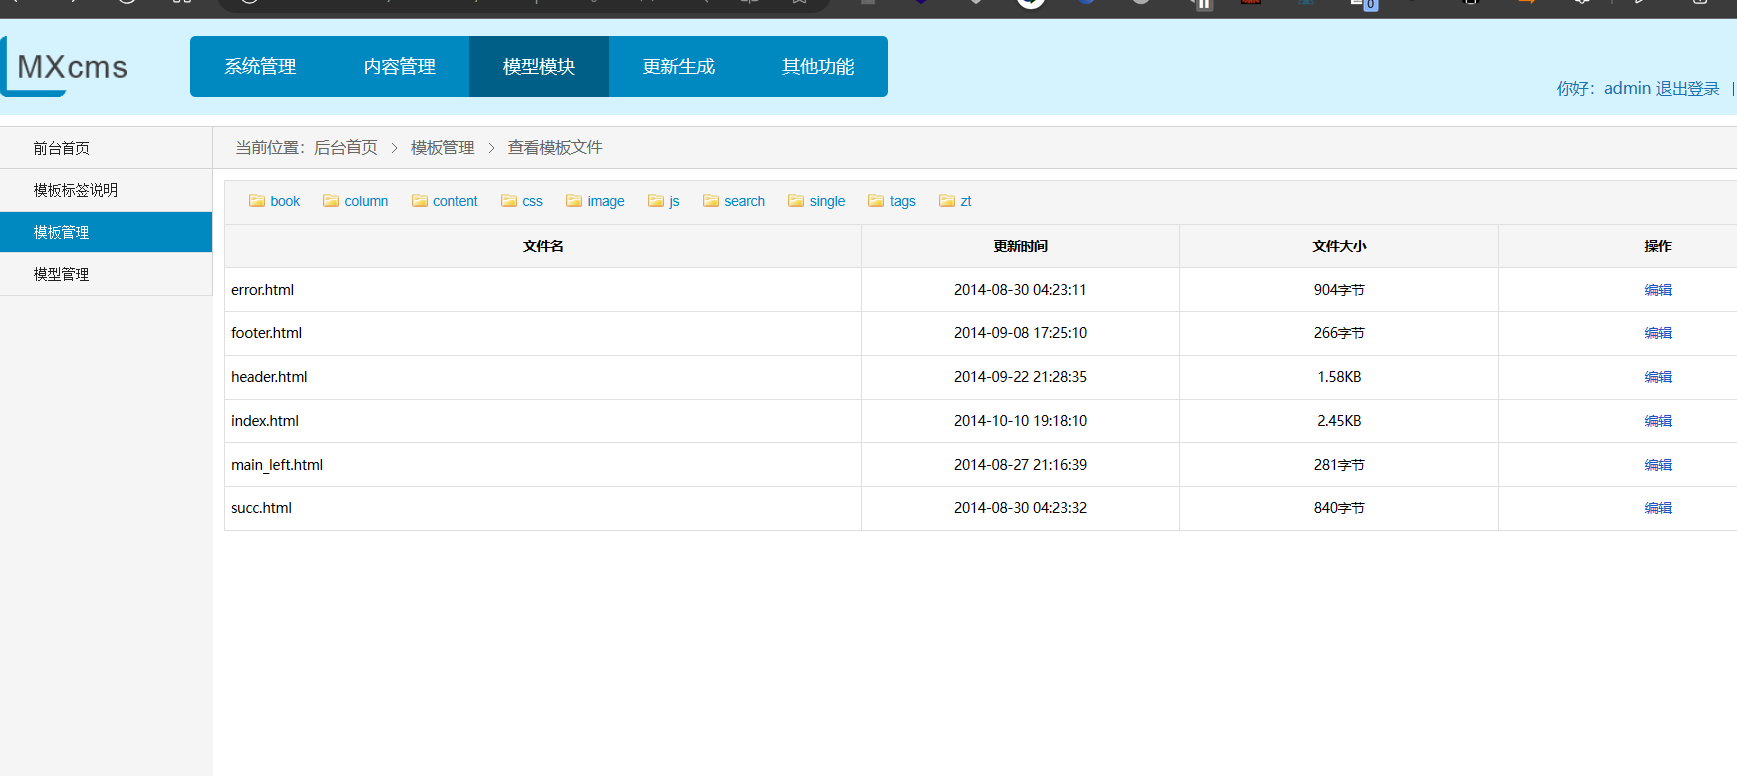 0
MXcms
系统管理 内容管理 模型模块 更新生成 其他功能
你好：admin 退出登录 |
前台首页
模板标签说明
模板管理
模型管理
当前位置：后台首页 > 模板管理 > 查看模板文件
book column content css image js search single tags zt
文件名 更新时间 文件大小 操作
error.html 2014-08-30 04:23:11 904字节 编辑
footer.html 2014-09-08 17:25:10 266字节 编辑
header.html 2014-09-22 21:28:35 1.58KB 编辑
index.html 2014-10-10 19:18:10 2.45KB 编辑
main_left.html 2014-08-27 21:16:39 281字节 编辑
succ.html 2014-08-30 04:23:32 840字节 编辑